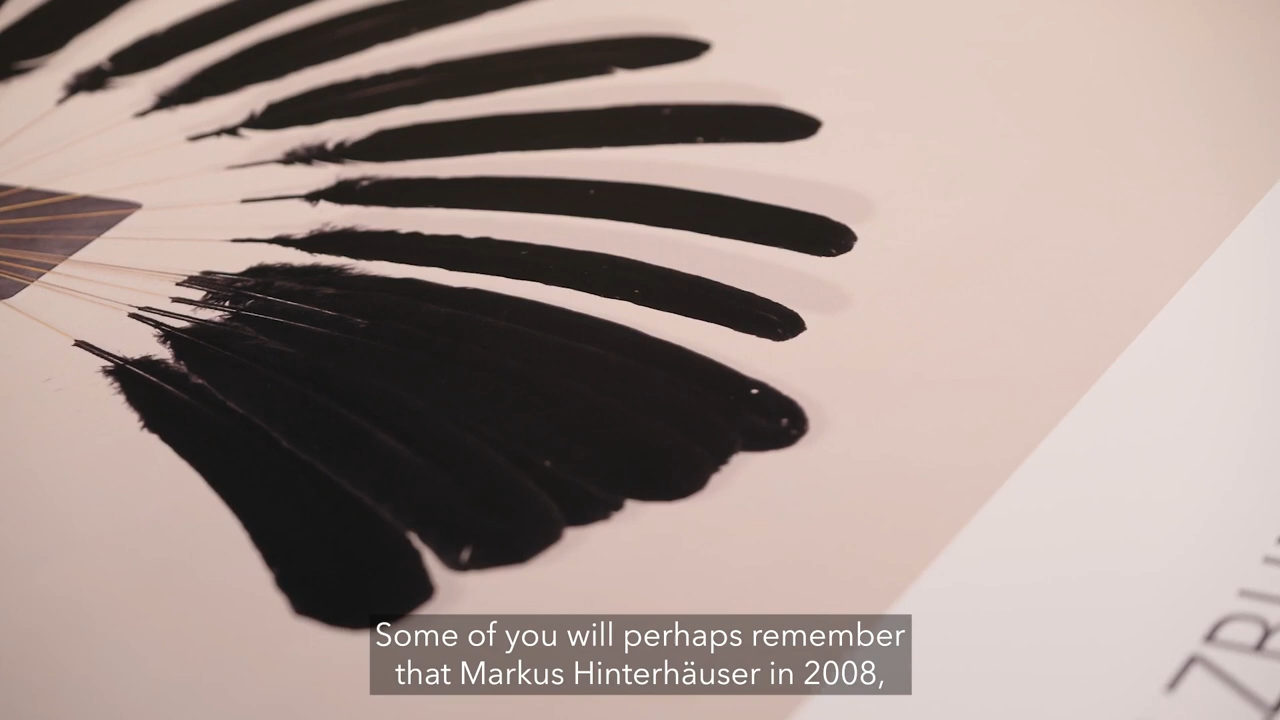 Some of you will perhaps remember
that Markus Hinterhäuser in 2008,